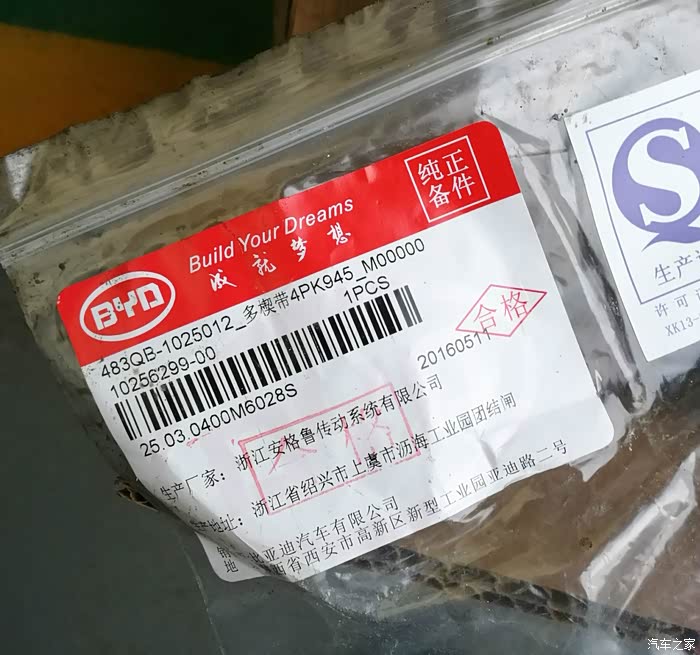 BYD
Build Your Dreams
成就梦想
纯正
备件
483QB-1025012_多楔带4PK945_M00000
10256299-00
1PCS
25.03.0400M6028S
20160511
合格
生产厂家: 浙江安格鲁传动系统有限公司
地址: 浙江省绍兴市上虞市沥海工业园团结闸
亚迪汽车有限公司
西省西安市高新区新型工业园亚迪路二号
S
生产
许可
XK13-
汽车之家